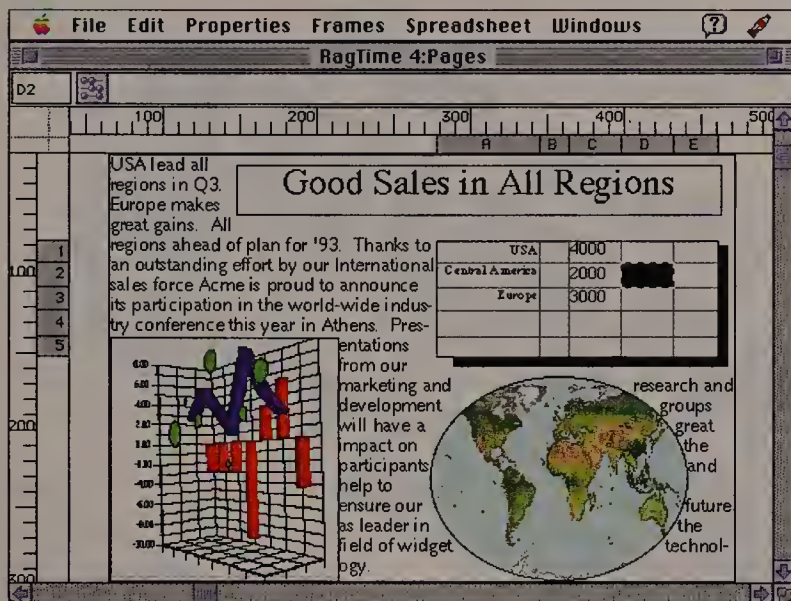 File Edit Properties Frames Spreadsheet Windows
RagTime 4:Pages
D2
100 200 300 400 500
A B C D E
USA lead all
regions in Q3.
Europe makes
great gains. All
Good Sales in All Regions
regions ahead of plan for '93. Thanks to
an outstanding effort by our International
sales force Acme is proud to announce
its participation in the world-wide indus-
try conference this year in Athens. Pres-
entations
from our
marketing and research and
development groups
will have a great
impact on the
participants and
help to
ensure our future
as leader in the
field of widget technol-
ogy.
USA 4000
Central America 2000
Europe 3000
1
2
3
4
5
100
200
300